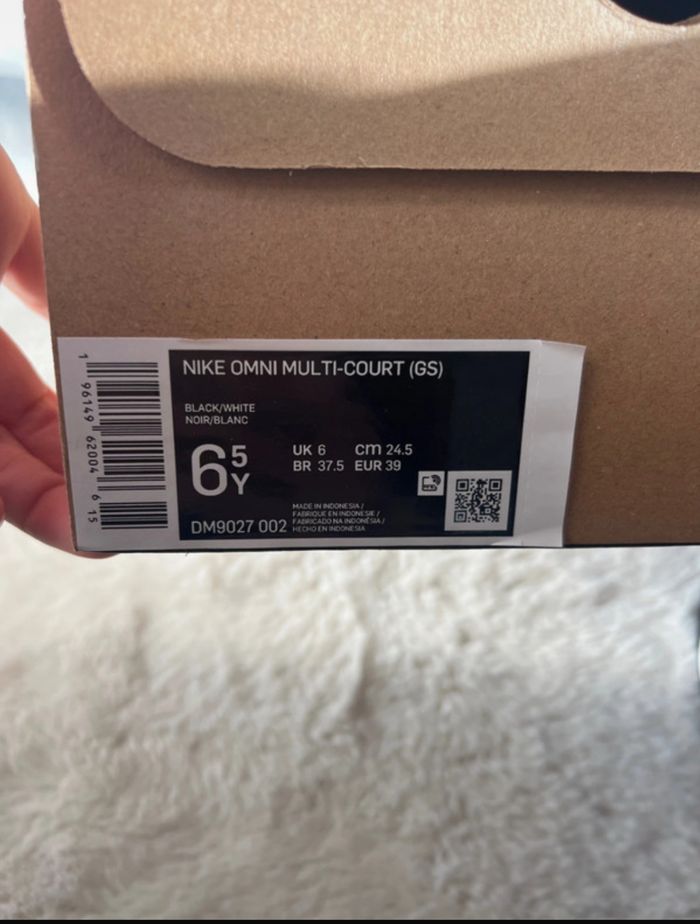 NIKE OMNI MULTI-COURT (GS)
BLACK/WHITE
NOIR/BLANC
6 5 Y
UK 6 cm 24.5
BR 37.5 EUR 39
MADE IN INDONESIA /
FABRIQUE EN INDONESIE /
FABRICADO NA INDONÉSIA /
HECHO EN INDONESIA
DM9027 002
1 96149 62004 6 15